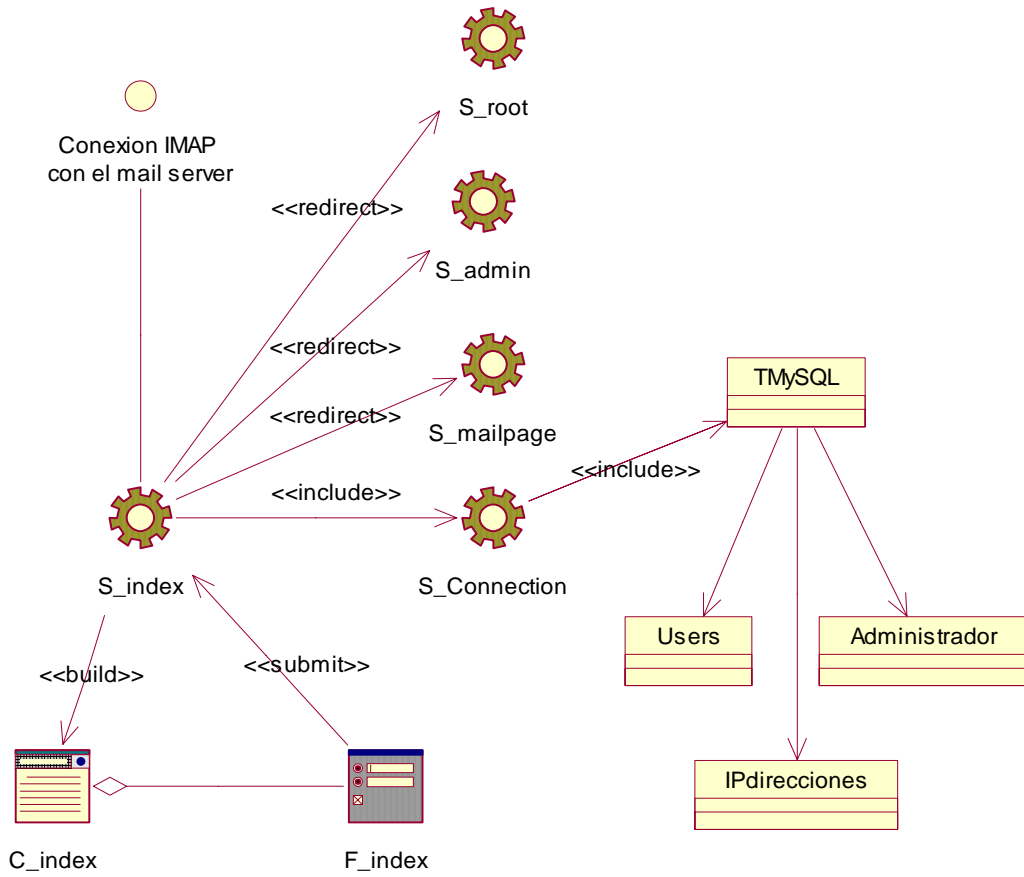 S_root
Conexion IMAP
con el mail server
<<redirect>>
S_admin
<<redirect>>
TMySQL
<<redirect>>
S_mailpage
<<include>>
<<include>>
S_index
S_Connection
Users
Administrador
<<build>>
<<submit>>
IPdirecciones
C_index
F_index